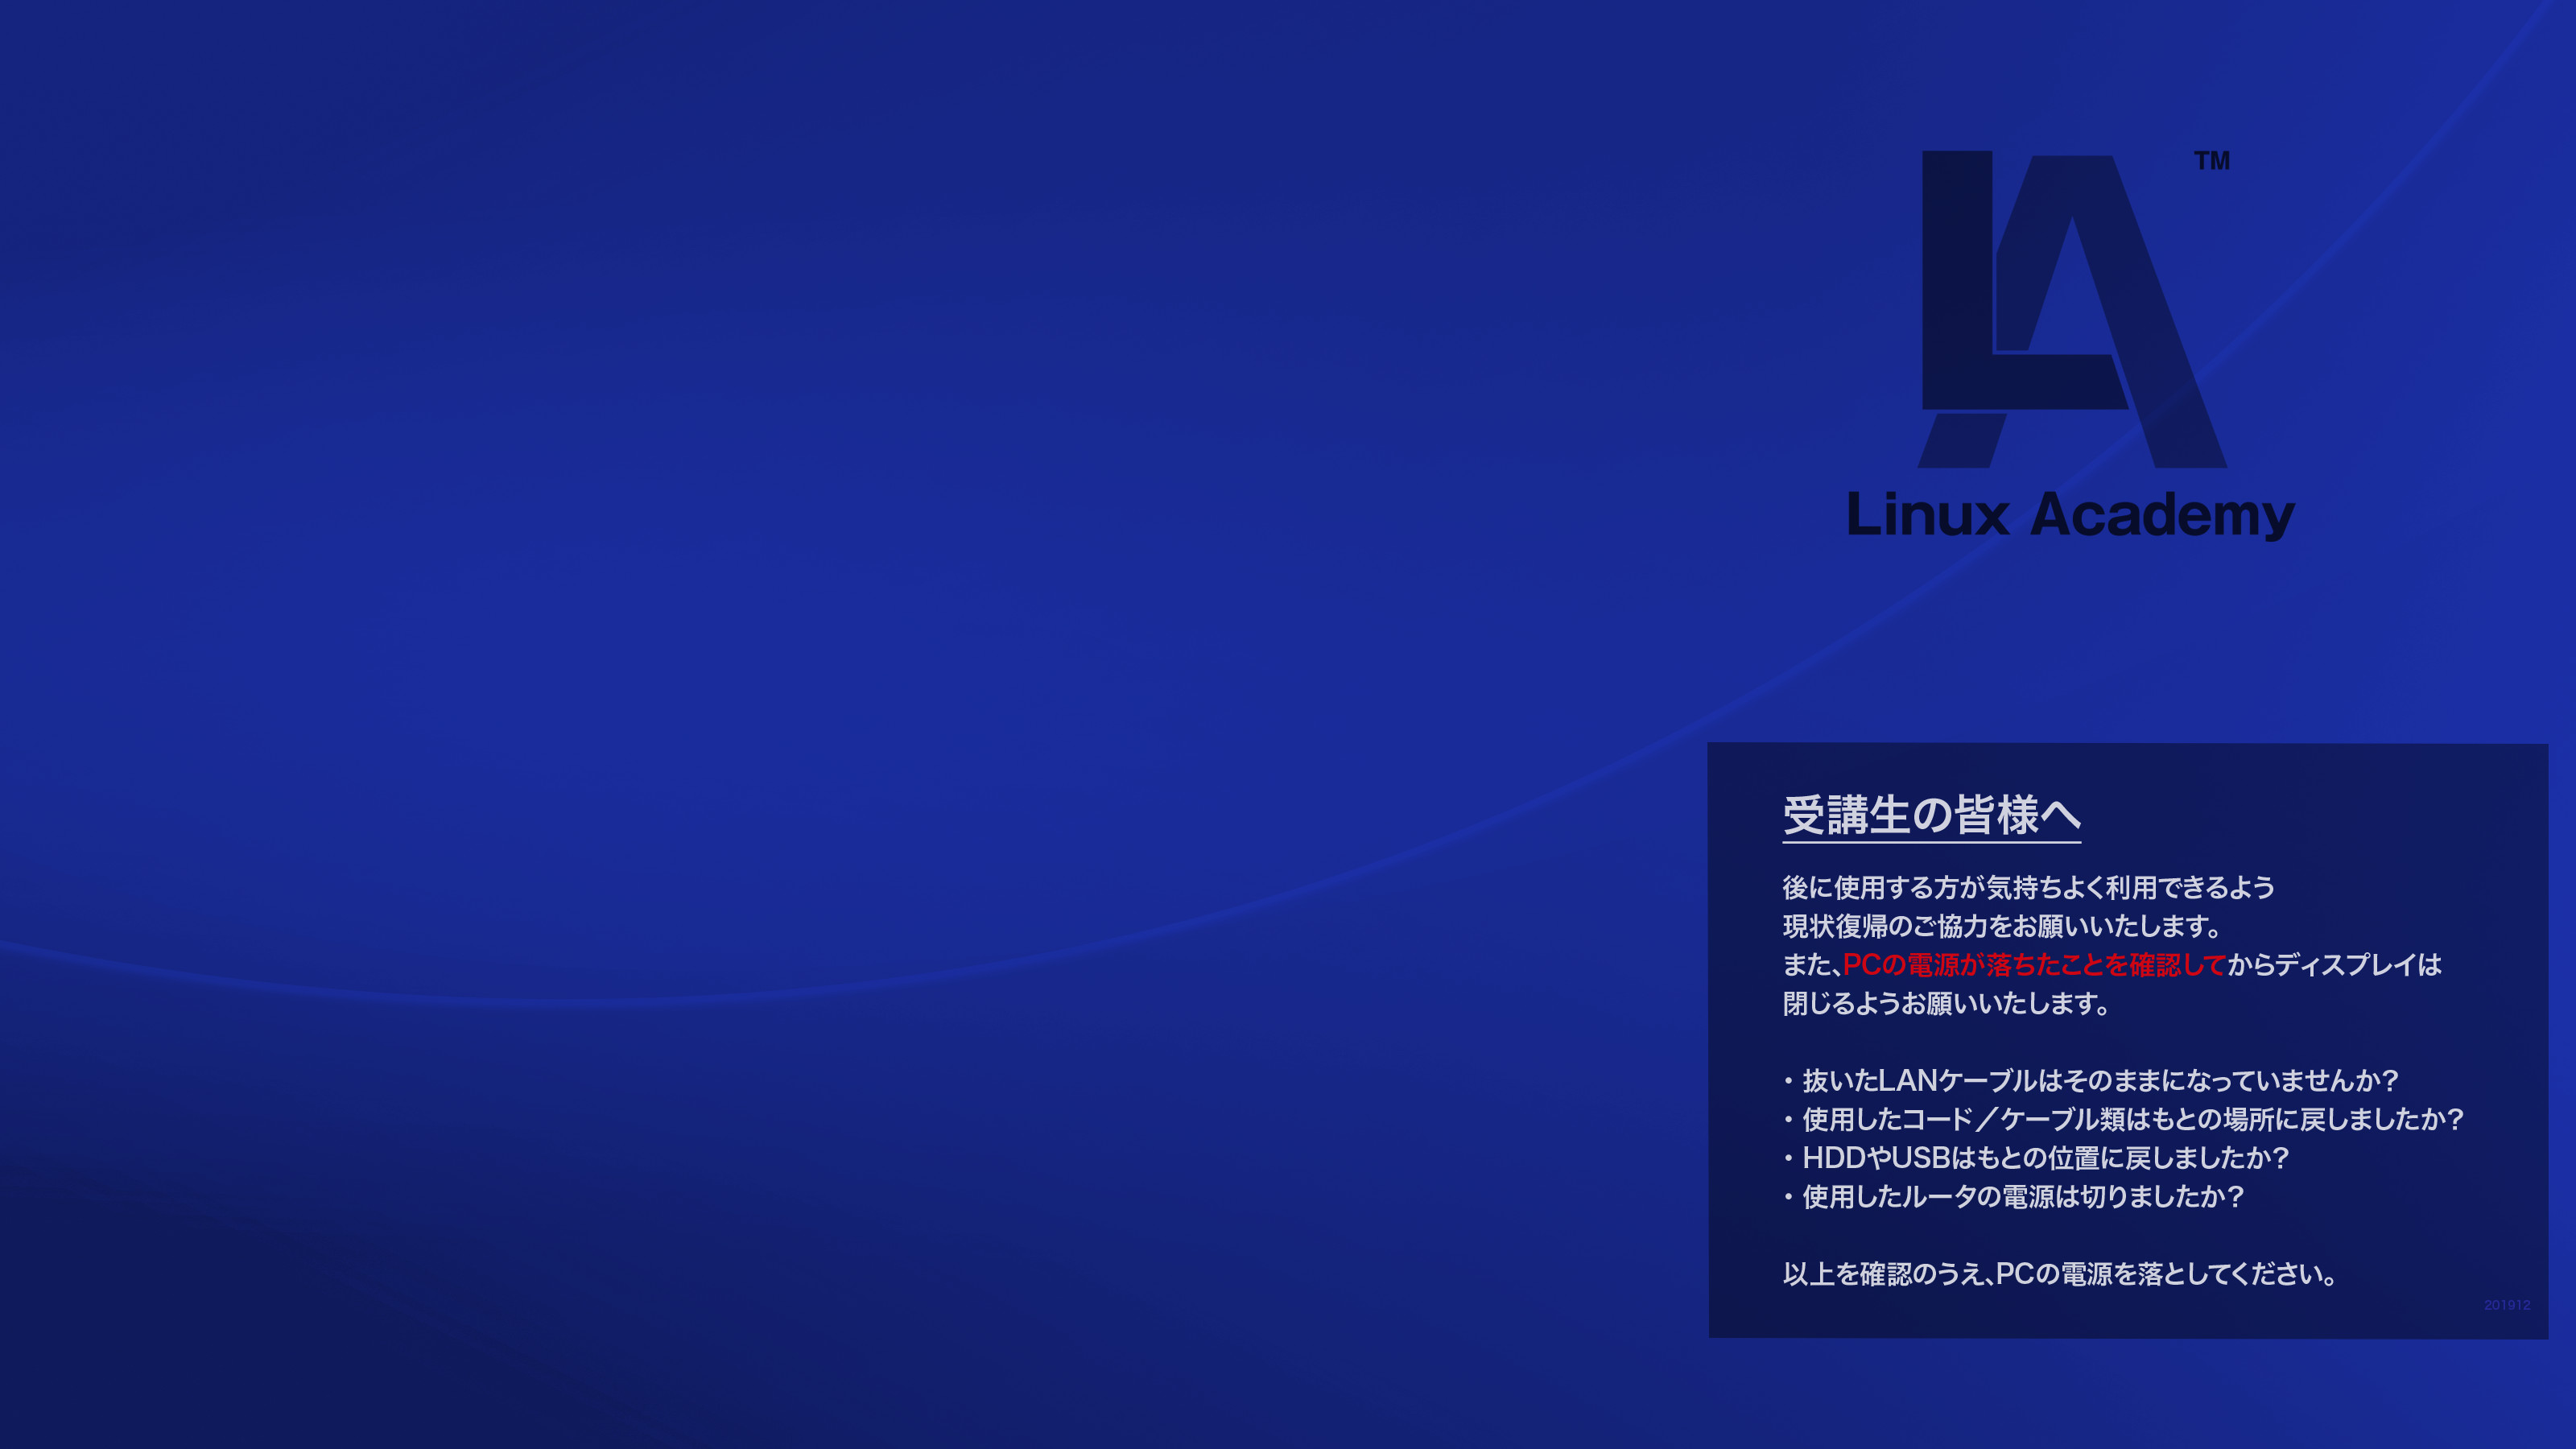 TM
LA
Linux Academy
受講生の皆様へ
後に使用する方が気持ちよく利用できるよう
現状復帰のご協力をお願いいたします。
また、PCの電源が落ちたことを確認してからディスプレイは
閉じるようお願いいたします。
・抜いたLANケーブルはそのままになっていませんか？
・使用したコード／ケーブル類はもとの場所に戻しましたか？
・HDDやUSBはもとの位置に戻しましたか？
・使用したルータの電源は切りましたか？
以上を確認のうえ、PCの電源を落としてください。
201912